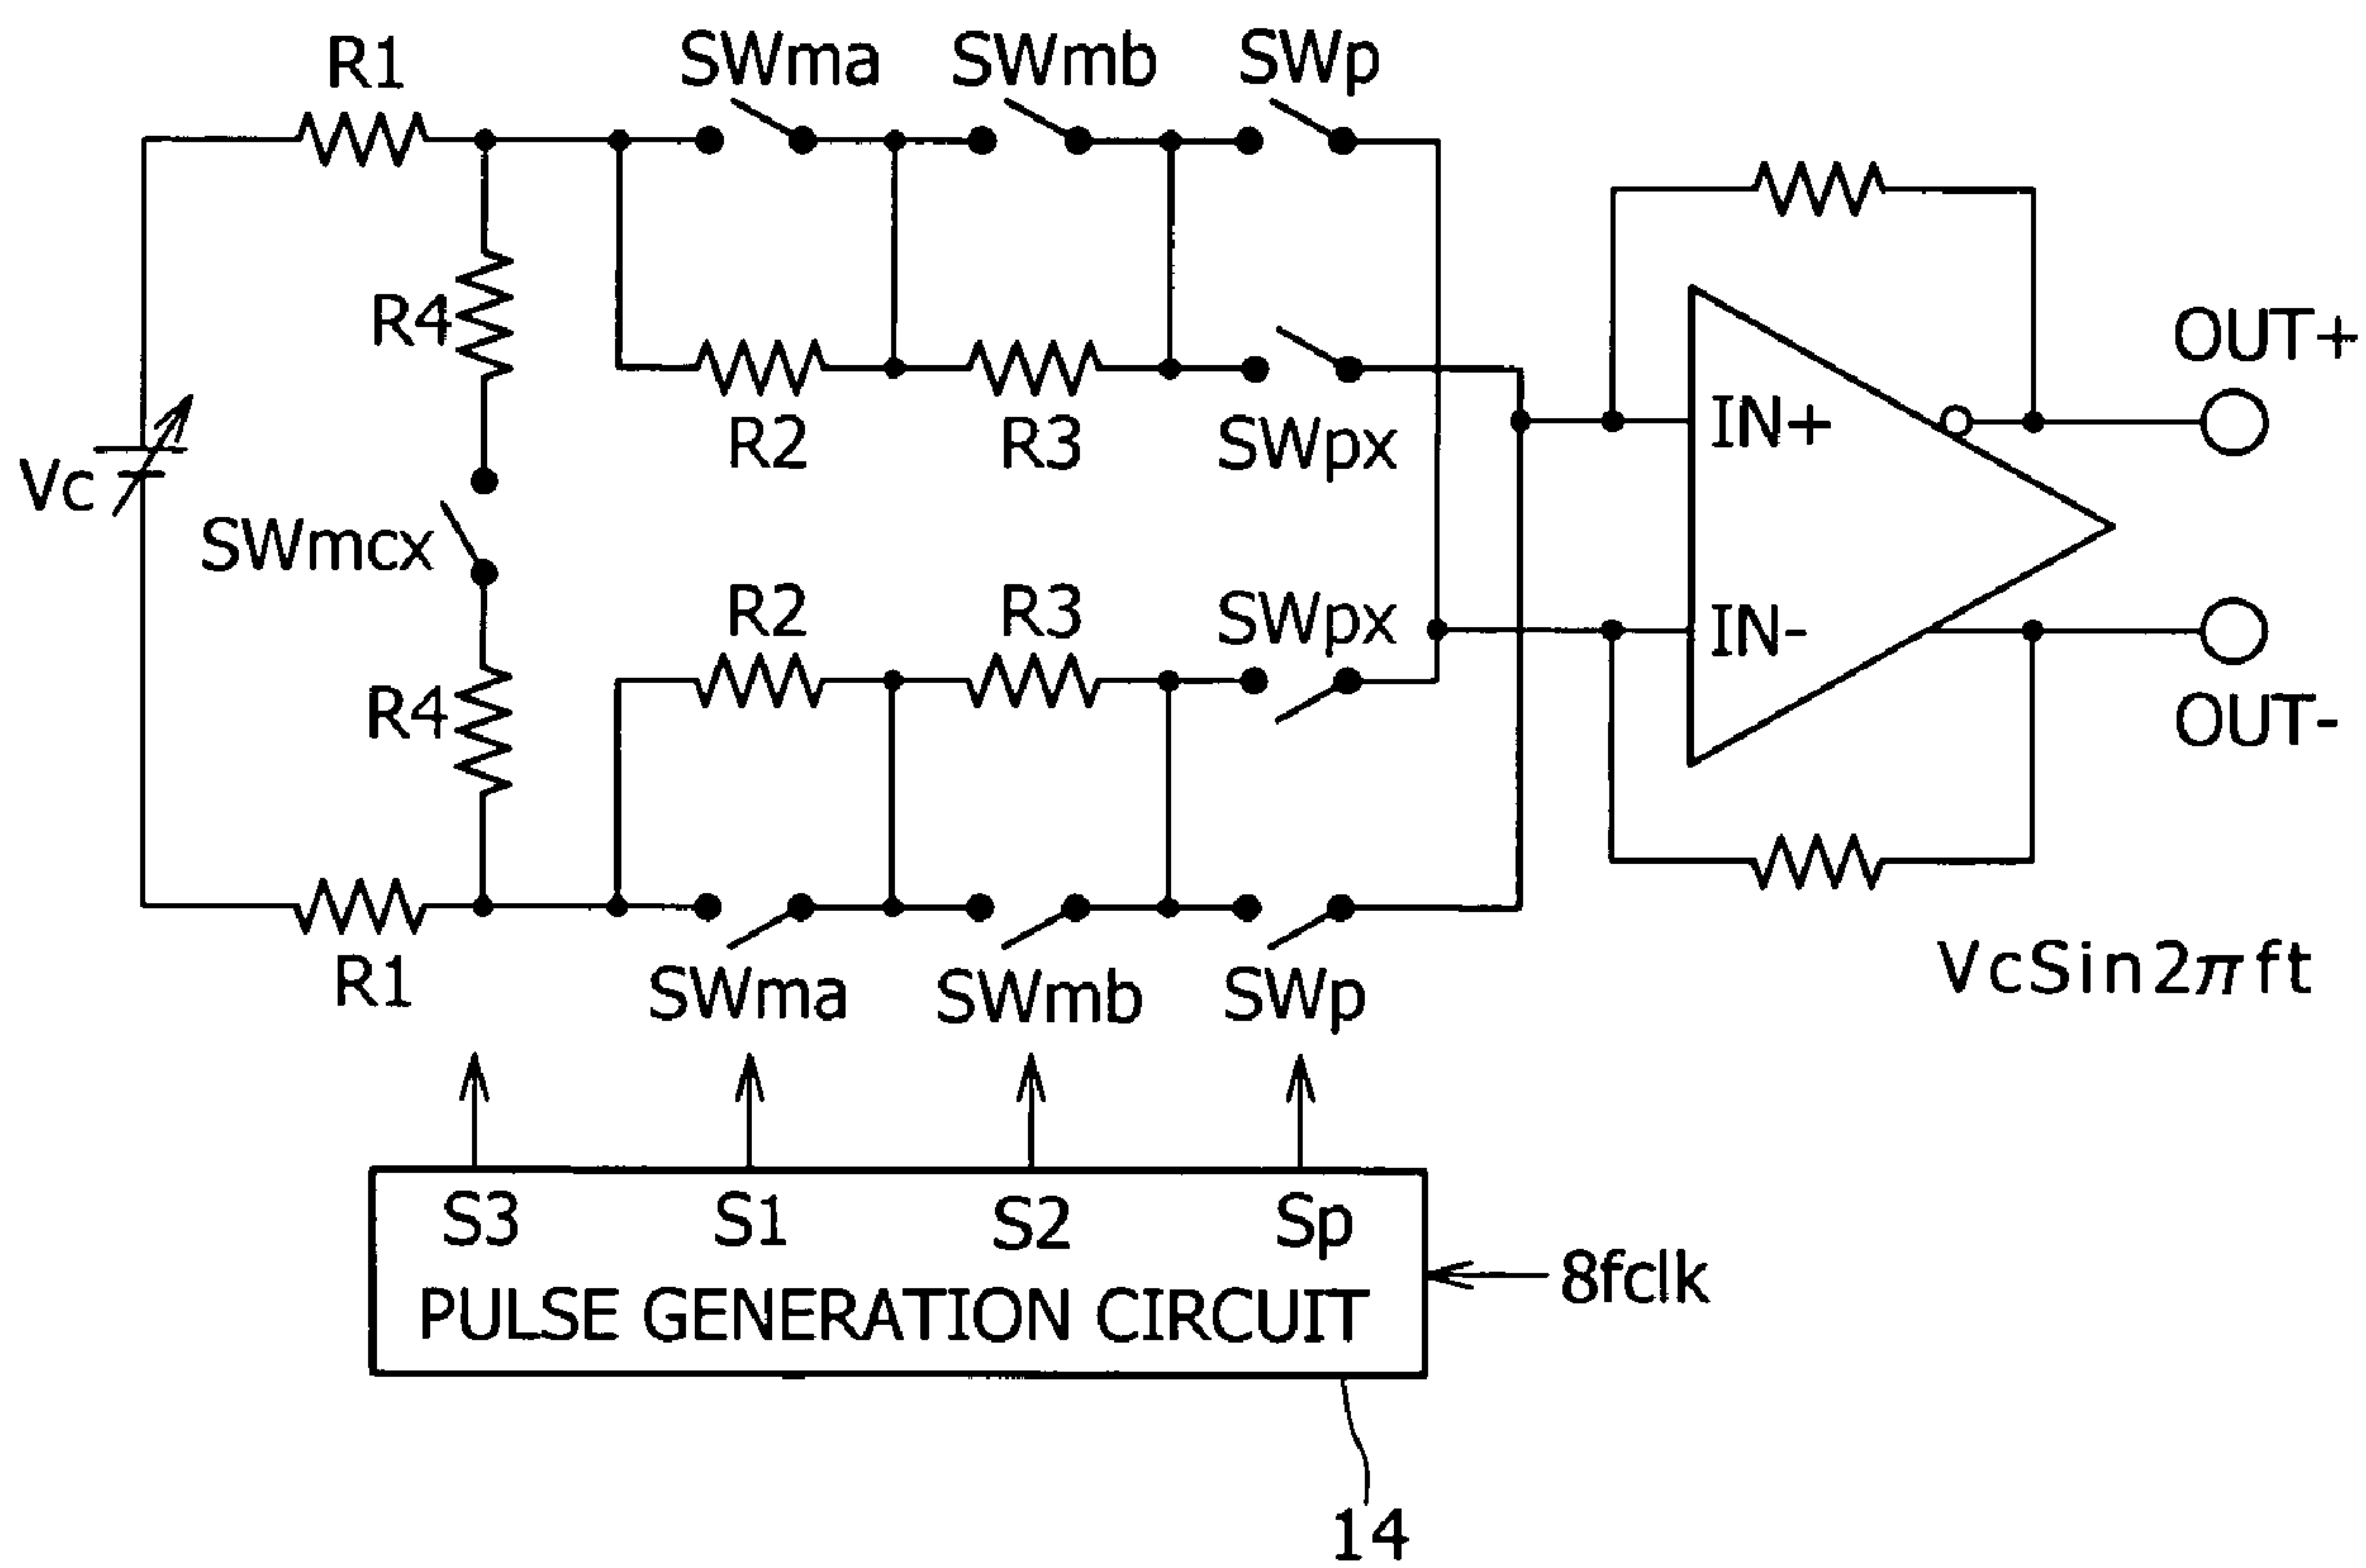 R1
SWma
SWmb
SWp
R4
R2
R3
SWpx
OUT+
IN+
Vc
SWmcx
R2
R3
SWpx
IN-
R4
OUT-
R1
SWma
SWmb
SWp
VcSin2πft
S3
S1
S2
Sp
PULSE GENERATION CIRCUIT
8fclk
14